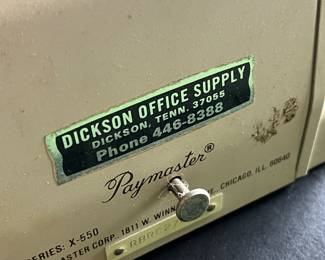 DICKSON OFFICE SUPPLY
DICKSON, TENN. 37055
Phone 446-8388
Paymaster®
SERIES: X-550
MASTER CORP. 1811 W. WINN CHICAGO, ILL 60640